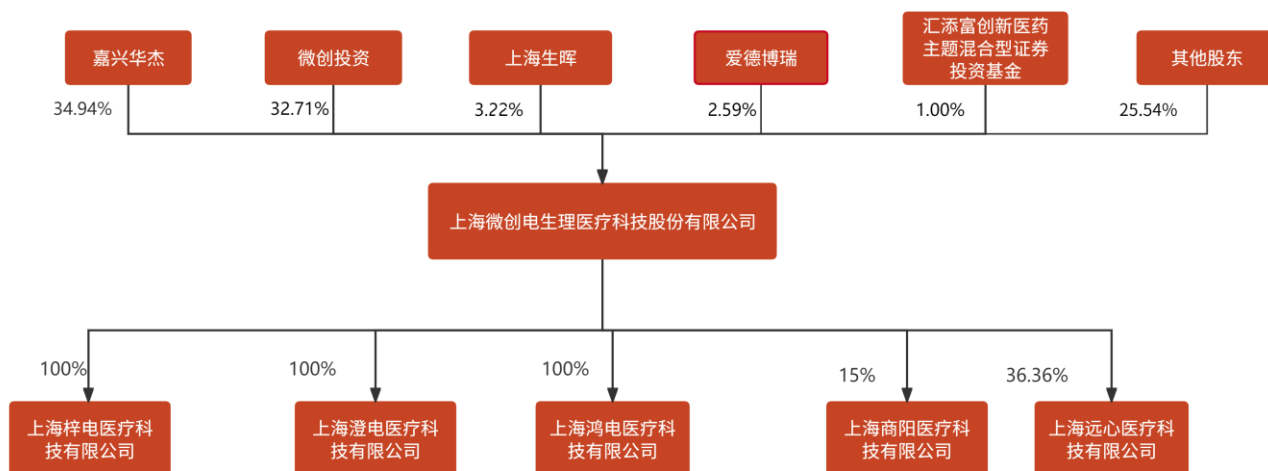 嘉兴华杰
微创投资
上海生晖
爱德博瑞
汇添富创新医药
主题混合型证券
投资基金
其他股东
34.94%
32.71%
3.22%
2.59%
1.00%
25.54%
上海微创电生理医疗科技股份有限公司
100%
100%
100%
15%
36.36%
上海梓电医疗科
技有限公司
上海澄电医疗科
技有限公司
上海鸿电医疗科
技有限公司
上海商阳医疗科
技有限公司
上海远心医疗科
技有限公司